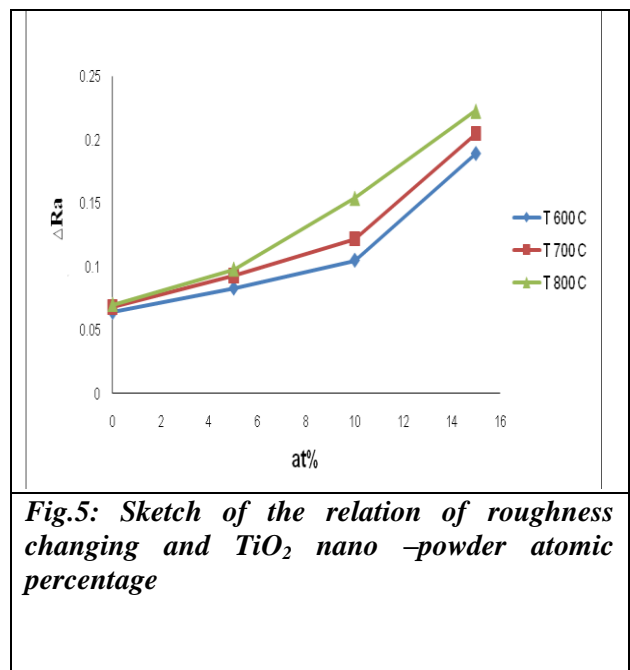 0.25
0.2
0.15
0.1
0.05
0
△Ra
0 2 4 6 8 10 12 14 16
at%
T 600 C
T 700 C
T 800 C
Fig.5: Sketch of the relation of roughness
changing and TiO₂ nano –powder atomic
percentage